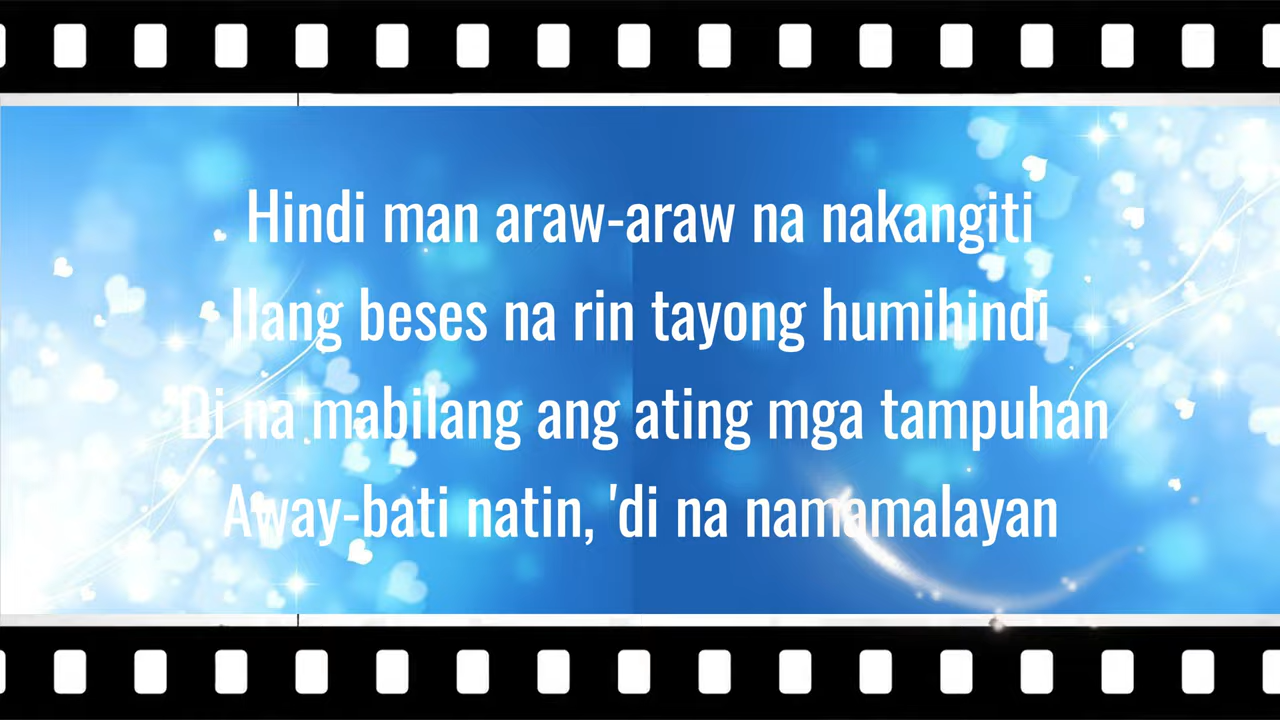 Hindi man araw-araw na nakangiti
Ilang beses na rin tayong humihindi
Di na mabilang ang ating mga tampuhan
Away-bati natin, 'di na namamalayan